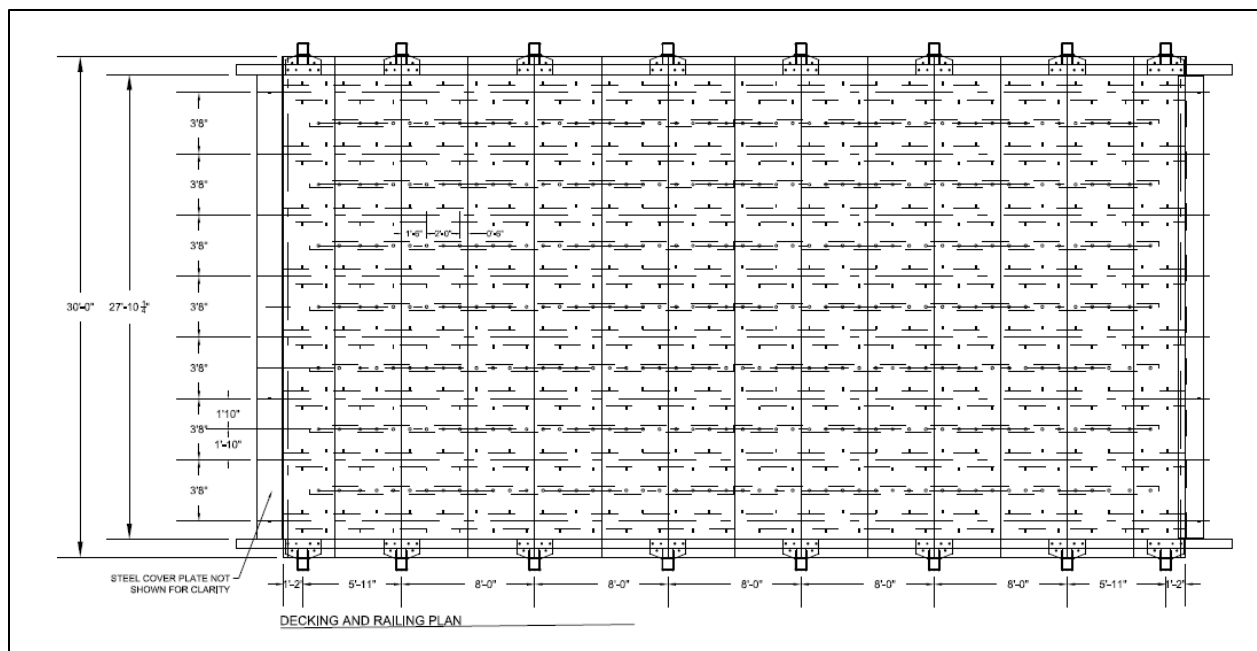 3'8"
3'8"
1'-6" 2'-0" 0'-6"
3'8"
30'-0" 27'-10 3/4" 3'8"
3'8"
1'10"
3'8"
1'-10"
3'8"
STEEL COVER PLATE NOT
SHOWN FOR CLARITY
1'-2" 5'-11" 8'-0" 8'-0" 8'-0" 8'-0" 8'-0" 5'-11" 1'-2"
DECKING AND RAILING PLAN